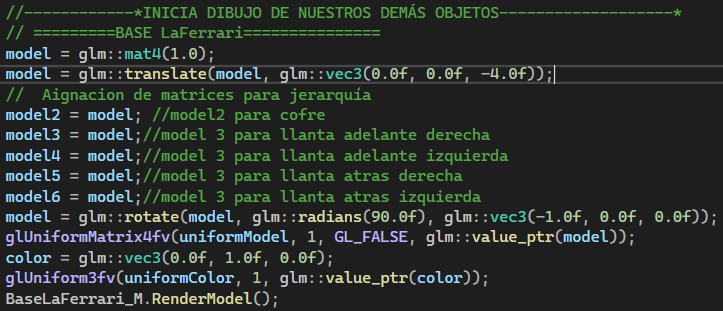 //------------*INICIA DIBUJO DE NUESTROS DEMÁS OBJETOS-------------------*
// =========BASE LaFerrari===============
model = glm::mat4(1.0);
model = glm::translate(model, glm::vec3(0.0f, 0.0f, -4.0f));
//  Aignacion de matrices para jerarquía
model2 = model; //model2 para cofre
model3 = model;//model 3 para llanta adelante derecha
model4 = model;//model 3 para llanta adelante izquierda
model5 = model;//model 3 para llanta atras derecha
model6 = model;//model 3 para llanta atras izquierda
model = glm::rotate(model, glm::radians(90.0f), glm::vec3(-1.0f, 0.0f, 0.0f));
glUniformMatrix4fv(uniformModel, 1, GL_FALSE, glm::value_ptr(model));
color = glm::vec3(0.0f, 1.0f, 0.0f);
glUniform3fv(uniformColor, 1, glm::value_ptr(color));
BaseLaFerrari_M.RenderModel();